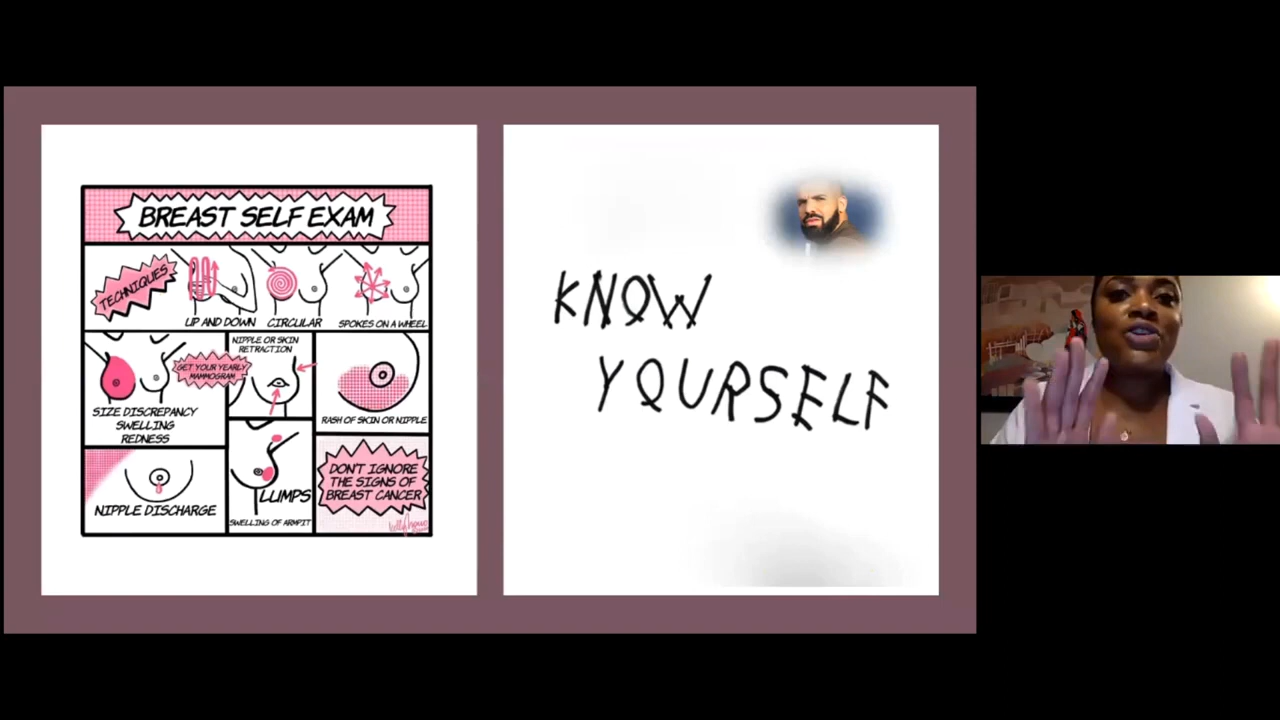 BREAST SELF EXAM
TECHNIQUES
UP AND DOWN
CIRCULAR
SPOKES ON A WHEEL
SIZE DISCREPANCY
SWELLING
REDNESS
GET YOUR YEARLY
MAMMOGRAM
NIPPLE OR SKIN
RETRACTION
RASH OF SKIN OR NIPPLE
NIPPLE DISCHARGE
LUMPS
SWELLING OF ARMPIT
DON'T IGNORE
THE SIGNS OF
BREAST CANCER
KNOW
YOURSELF